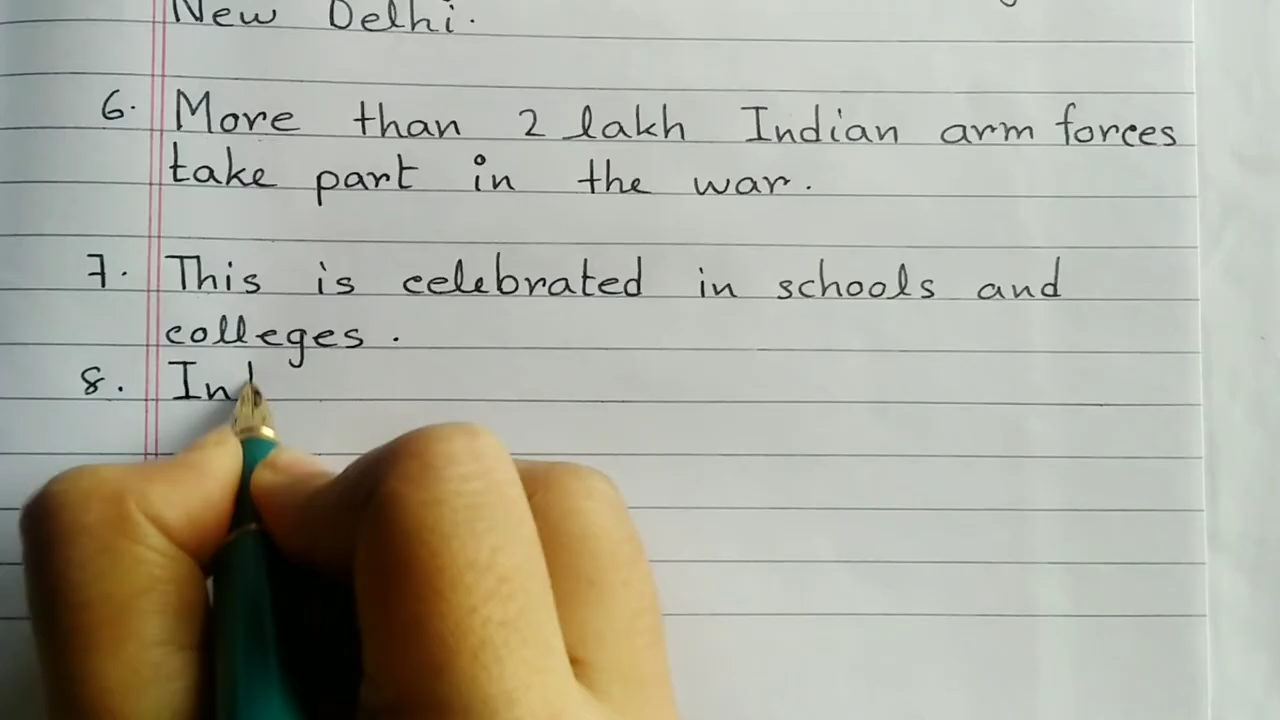 New Delhi.
6. More than 2 lakh Indian arm forces
take part in the war.
7. This is celebrated in schools and
colleges.
8.